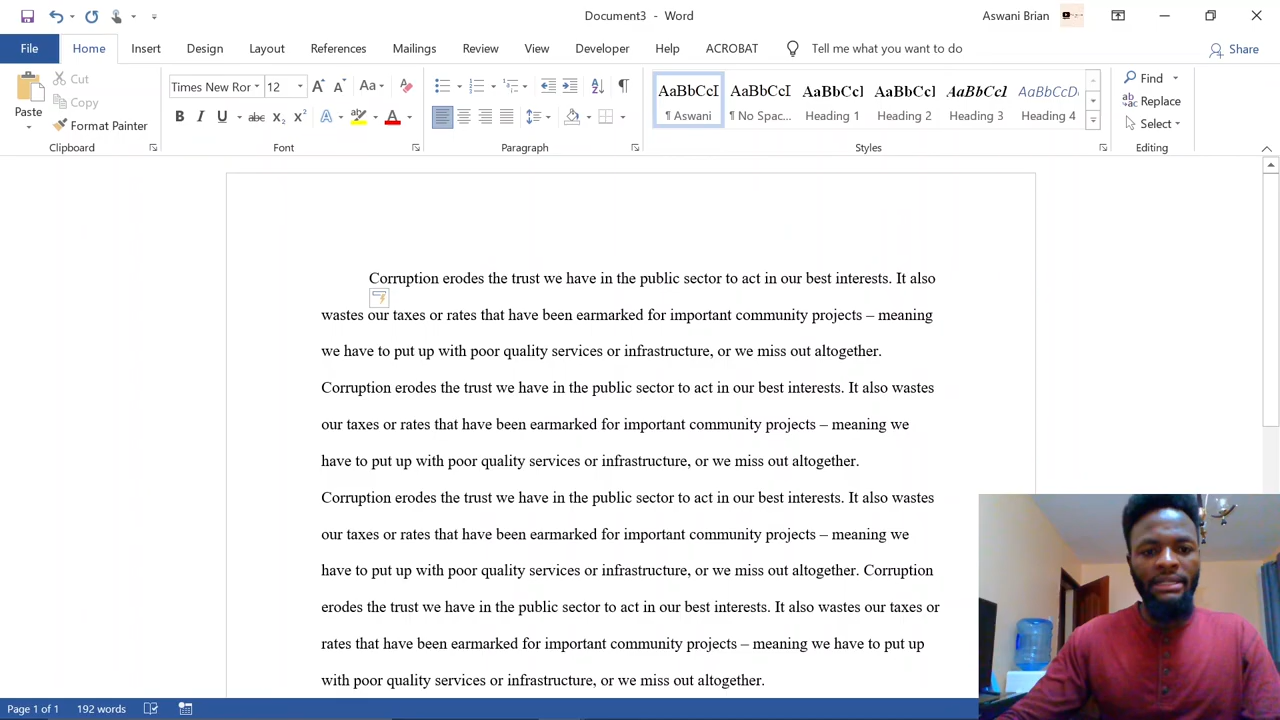 Document3 - Word
Aswani Brian
File Home Insert Design Layout References Mailings Review View Developer Help ACROBAT Tell me what you want to do Share
Paste
Cut
Copy
Format Painter
Clipboard
Times New Ror 12
Aa
B I U abc X₂ X² A A
Font
Paragraph
AaBbCcI AaBbCcI AaBbCcl AaBbCcl AaBbCcl AaBbCcD
¶ Aswani ¶ No Spac... Heading 1 Heading 2 Heading 3 Heading 4
Styles
Find
Replace
Select
Editing
Corruption erodes the trust we have in the public sector to act in our best interests. It also
wastes our taxes or rates that have been earmarked for important community projects – meaning
we have to put up with poor quality services or infrastructure, or we miss out altogether.
Corruption erodes the trust we have in the public sector to act in our best interests. It also wastes
our taxes or rates that have been earmarked for important community projects – meaning we
have to put up with poor quality services or infrastructure, or we miss out altogether.
Corruption erodes the trust we have in the public sector to act in our best interests. It also wastes
our taxes or rates that have been earmarked for important community projects – meaning we
have to put up with poor quality services or infrastructure, or we miss out altogether. Corruption
erodes the trust we have in the public sector to act in our best interests. It also wastes our taxes or
rates that have been earmarked for important community projects – meaning we have to put up
with poor quality services or infrastructure, or we miss out altogether.
Page 1 of 1 192 words